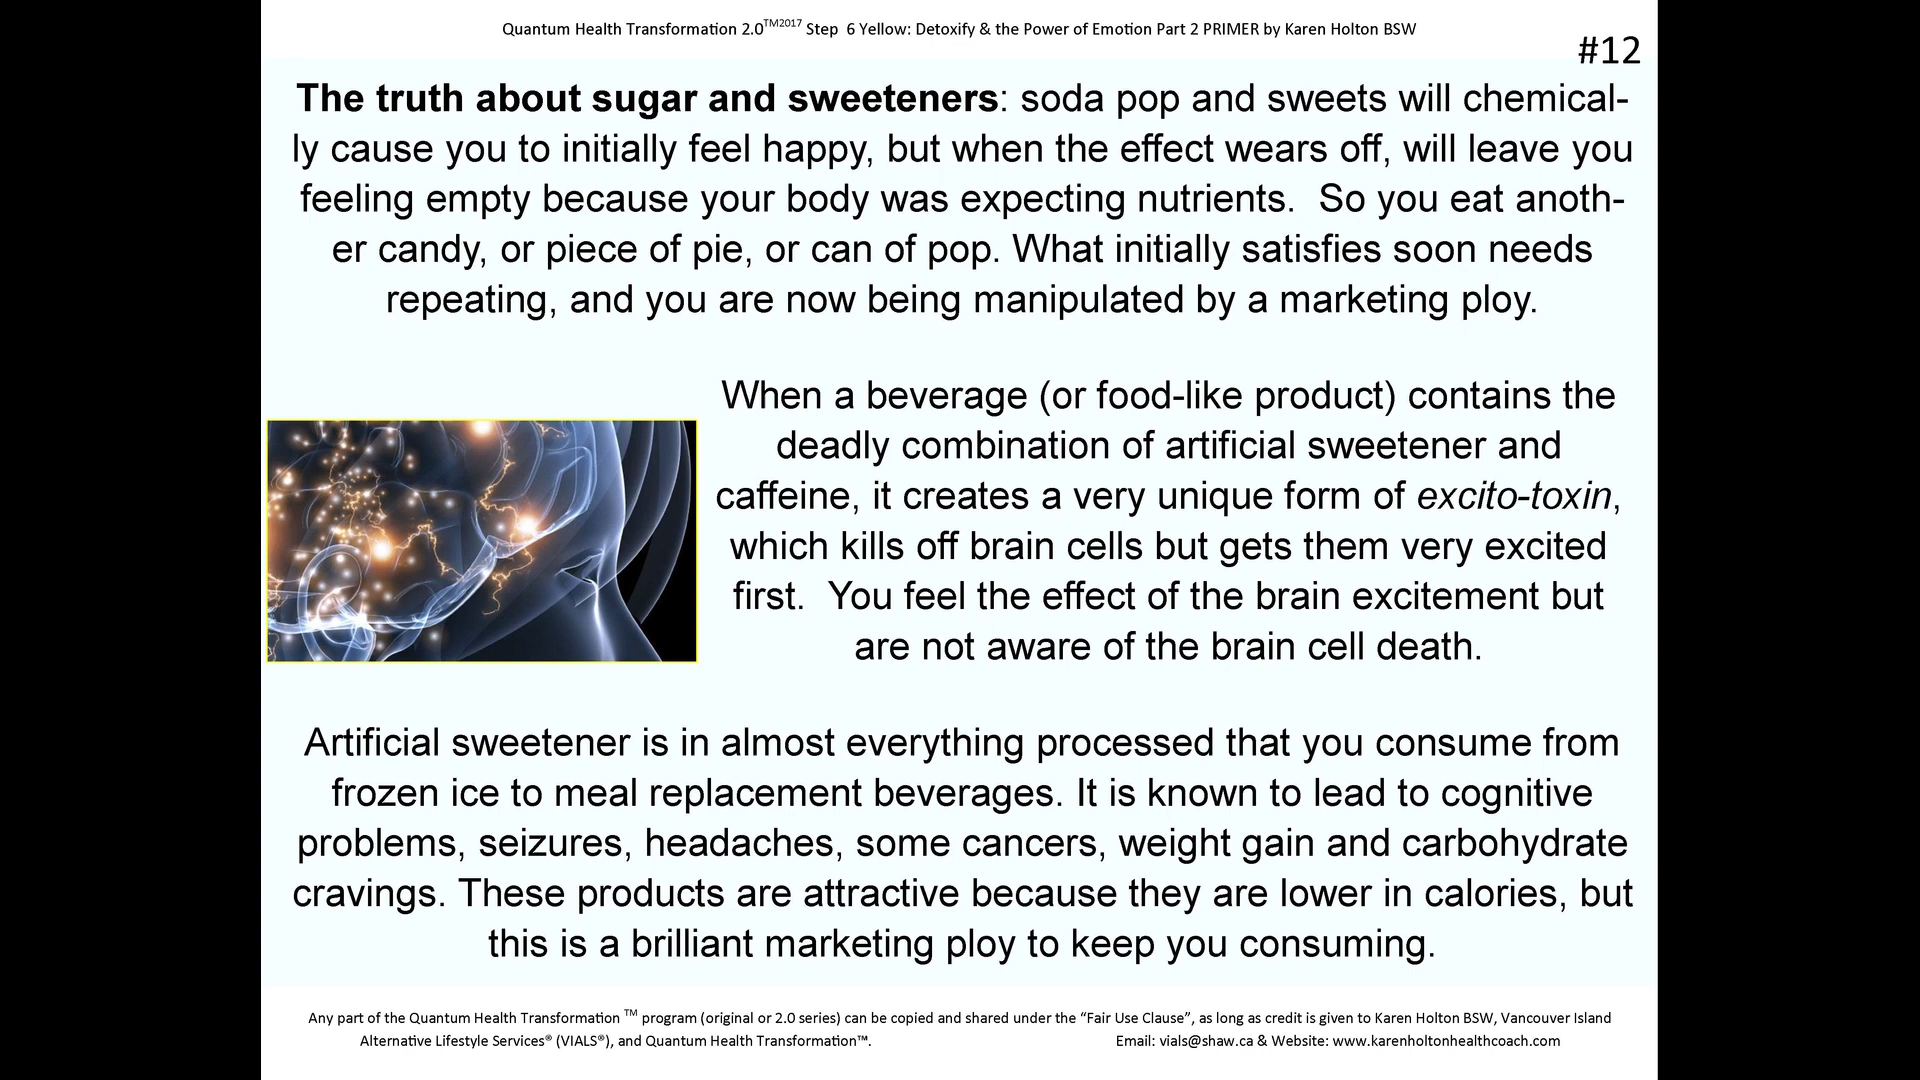 Quantum Health Transformation 2.0TM2017 Step 6 Yellow: Detoxify & the Power of Emotion Part 2 PRIMER by Karen Holton BSW
#12
The truth about sugar and sweeteners: soda pop and sweets will chemical-
ly cause you to initially feel happy, but when the effect wears off, will leave you
feeling empty because your body was expecting nutrients.  So you eat anoth-
er candy, or piece of pie, or can of pop. What initially satisfies soon needs
repeating, and you are now being manipulated by a marketing ploy.
When a beverage (or food-like product) contains the
deadly combination of artificial sweetener and
caffeine, it creates a very unique form of excito-toxin,
which kills off brain cells but gets them very excited
first.  You feel the effect of the brain excitement but
are not aware of the brain cell death.
Artificial sweetener is in almost everything processed that you consume from
frozen ice to meal replacement beverages. It is known to lead to cognitive
problems, seizures, headaches, some cancers, weight gain and carbohydrate
cravings. These products are attractive because they are lower in calories, but
this is a brilliant marketing ploy to keep you consuming.
Any part of the Quantum Health Transformation TM program (original or 2.0 series) can be copied and shared under the “Fair Use Clause”, as long as credit is given to Karen Holton BSW, Vancouver Island
Alternative Lifestyle Services® (VIALS®), and Quantum Health Transformation™. Email: vials@shaw.ca & Website: www.karenholtonhealthcoach.com